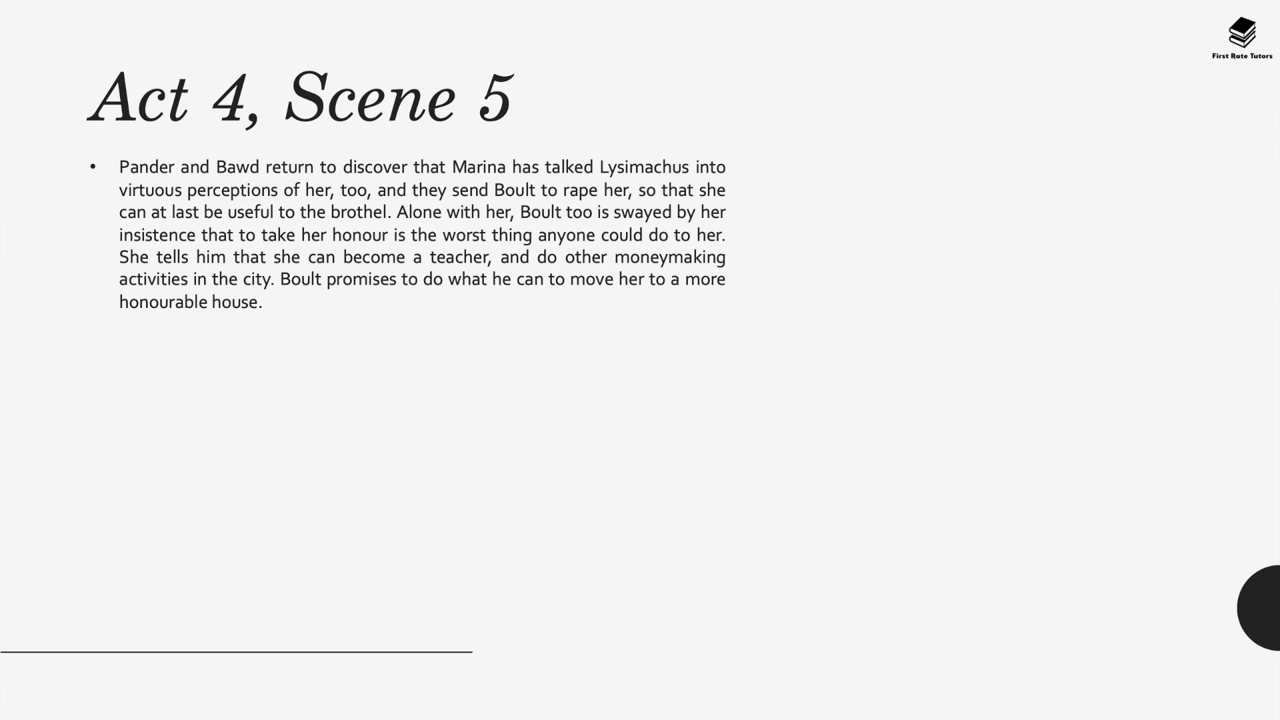 First Rate Tutors
Act 4, Scene 5
• Pander and Bawd return to discover that Marina has talked Lysimachus into
virtuous perceptions of her, too, and they send Boult to rape her, so that she
can at last be useful to the brothel. Alone with her, Boult too is swayed by her
insistence that to take her honour is the worst thing anyone could do to her.
She tells him that she can become a teacher, and do other moneymaking
activities in the city. Boult promises to do what he can to move her to a more
honourable house.